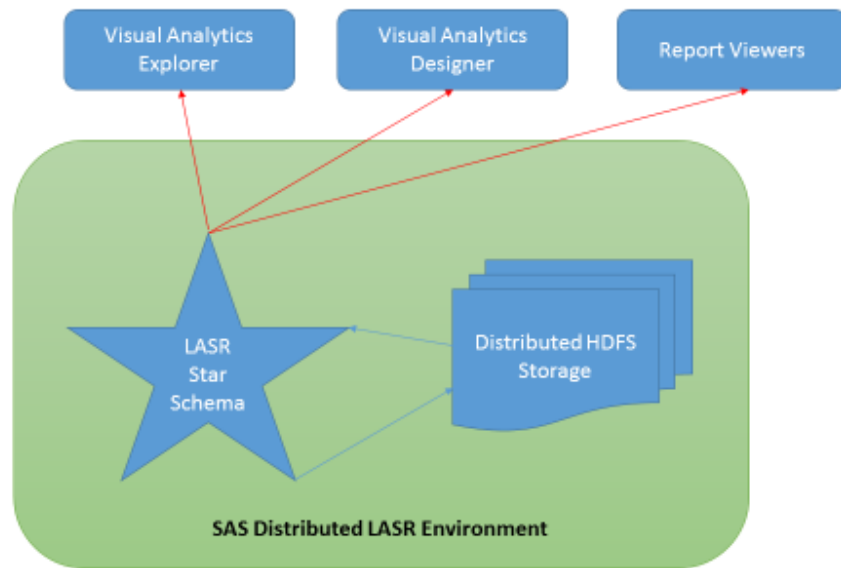 Visual Analytics
Explorer
Visual Analytics
Designer
Report Viewers
LASR
Star
Schema
Distributed HDFS
Storage
SAS Distributed LASR Environment